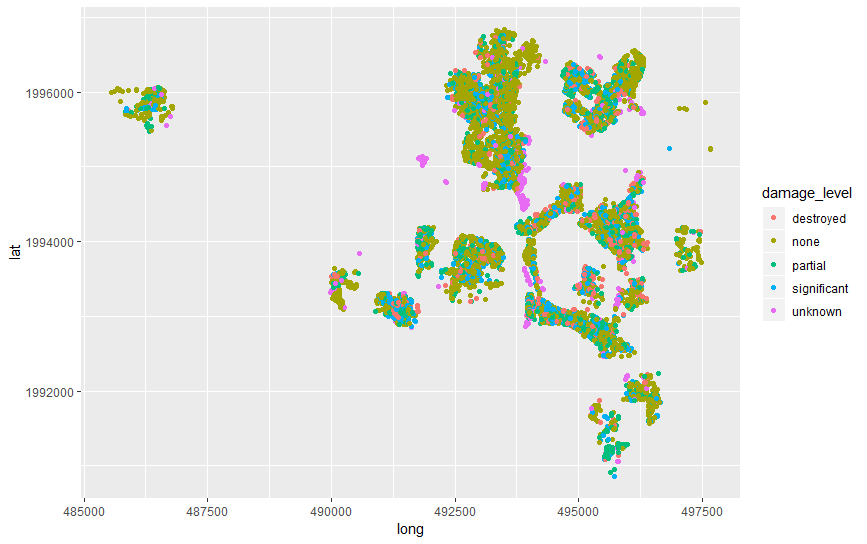 1996000
1994000
1992000
lat
485000
487500
490000
492500
495000
497500
long
damage_level
destroyed
none
partial
significant
unknown